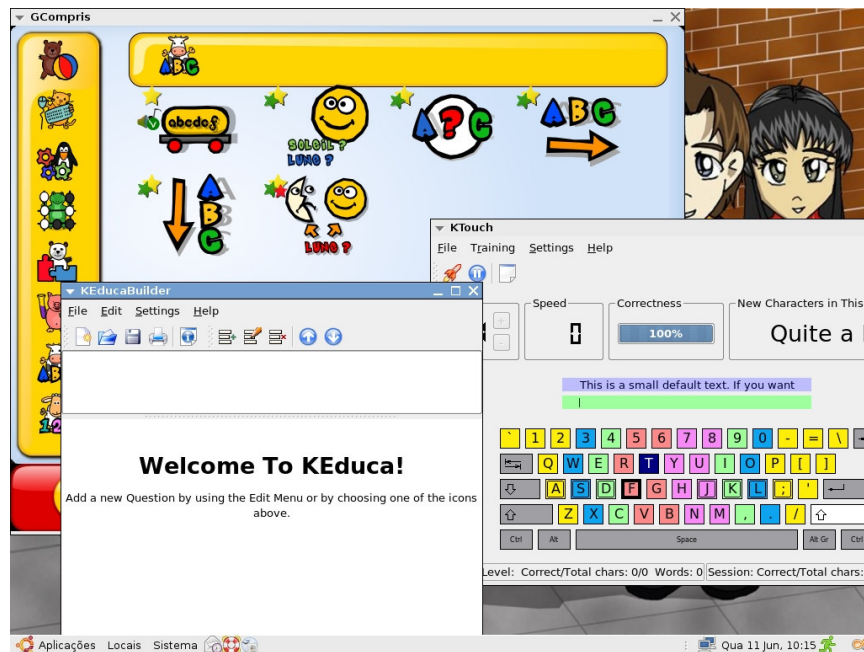 GCompris
ABC
abcdef
SOLEIL ?
LUNO ?
A ? C
ABC
A
B
C
LUNO ?
KTouch
File Training Settings Help
Speed
Correctness
New Characters in This
0
100%
Quite a
This is a small default text. If you want
` 1 2 3 4 5 6 7 8 9 0 - = \
Q W E R T Y U I O P [ ]
A S D F G H J K L ; '
Z X C V B N M , . /
Ctrl Alt Space Alt Gr Ctrl
Level: Correct/Total chars: 0/0 Words: 0 Session: Correct/Total chars:
KEducaBuilder
File Edit Settings Help
Welcome To KEduca!
Add a new Question by using the Edit Menu or by choosing one of the icons
above.
Aplicações Locais Sistema
Qua 11 Jun, 10:15